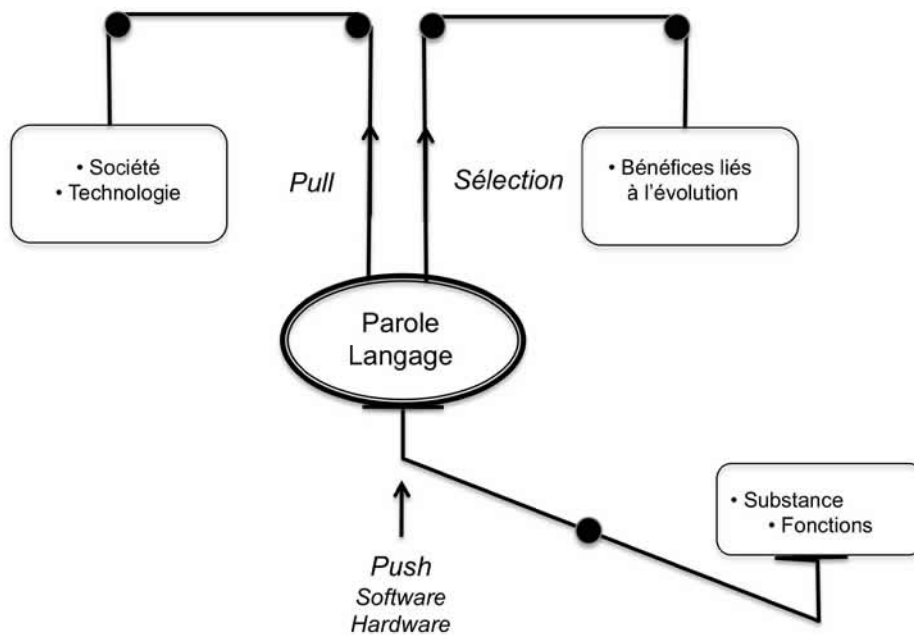 • Société
• Technologie
Pull
Sélection
• Bénéfices liés
à l'évolution
Parole
Langage
• Substance
• Fonctions
Push
Software
Hardware